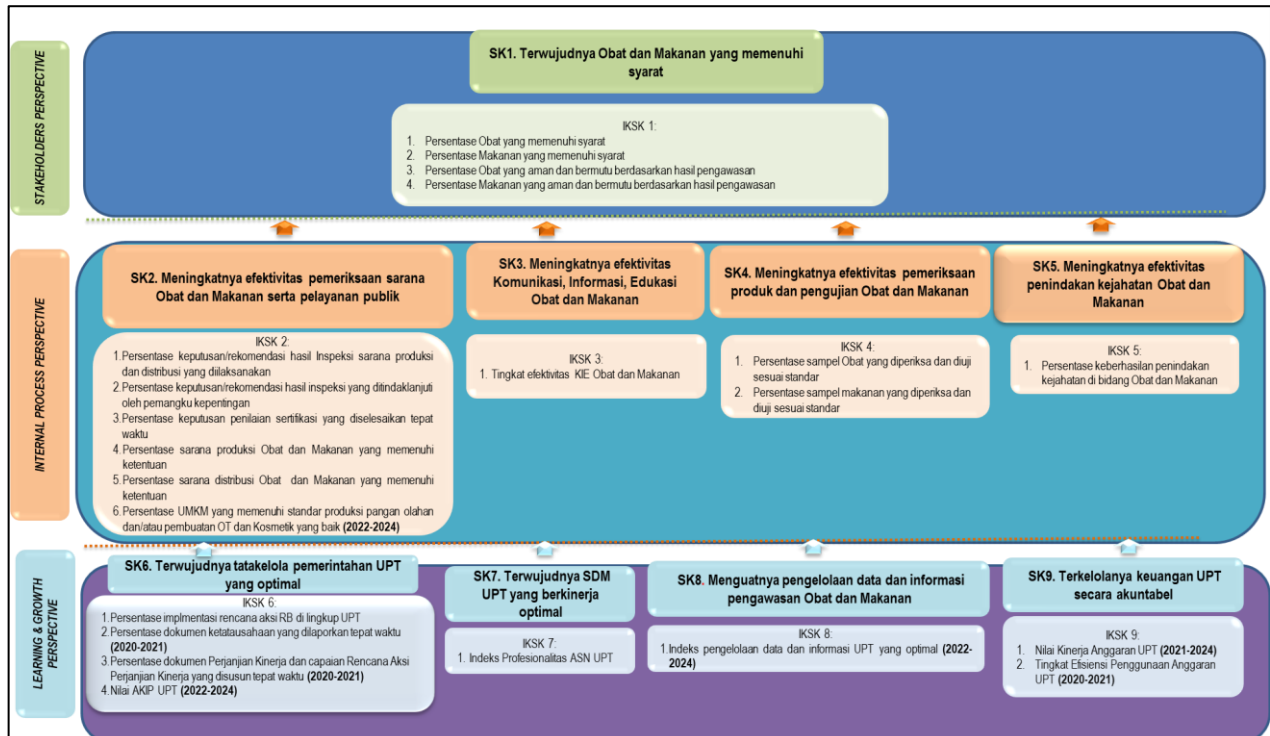 STAKEHOLDERS PERSPECTIVE
SK1. Terwujudnya Obat dan Makanan yang memenuhi
syarat
IKSK 1:
1. Persentase Obat yang memenuhi syarat
2. Persentase Makanan yang memenuhi syarat
3. Persentase Obat yang aman dan bermutu berdasarkan hasil pengawasan
4. Persentase Makanan yang aman dan bermutu berdasarkan hasil pengawasan
INTERNAL PROCESS PERSPECTIVE
SK2. Meningkatnya efektivitas pemeriksaan sarana
Obat dan Makanan serta pelayanan publik
IKSK 2:
1. Persentase keputusan/rekomendasi hasil Inspeksi sarana produksi
dan distribusi yang dilaksanakan
2. Persentase keputusan/rekomendasi hasil inspeksi yang ditindaklanjuti
oleh pemangku kepentingan
3. Persentase keputusan penilaian sertifikasi yang diselesaikan tepat
waktu
4. Persentase sarana produksi Obat dan Makanan yang memenuhi
ketentuan
5. Persentase sarana distribusi Obat dan Makanan yang memenuhi
ketentuan
6. Persentase UMKM yang memenuhi standar produksi pangan olahan
dan/atau pembuatan OT dan Kosmetik yang baik (2022-2024)
SK3. Meningkatnya efektivitas
Komunikasi, Informasi, Edukasi
Obat dan Makanan
IKSK 3:
1. Tingkat efektivitas KIE Obat dan Makanan
SK4. Meningkatnya efektivitas pemeriksaan
produk dan pengujian Obat dan Makanan
IKSK 4:
1. Persentase sampel Obat yang diperiksa dan diuji
sesuai standar
2. Persentase sampel makanan yang diperiksa dan
diuji sesuai standar
SK5. Meningkatnya efektivitas
penindakan kejahatan Obat dan
Makanan
IKSK 5:
1. Persentase keberhasilan penindakan
kejahatan di bidang Obat dan Makanan
LEARNING & GROWTH
PERSPECTIVE
SK6. Terwujudnya tatakelola pemerintahan UPT
yang optimal
IKSK 6:
1. Persentase implmentasi rencana aksi RB di lingkup UPT
2. Persentase dokumen ketatausahaan yang dilaporkan tepat waktu
(2020-2021)
3. Persentase dokumen Perjanjian Kinerja dan capaian Rencana Aksi
Perjanjian Kinerja yang disusun tepat waktu (2020-2021)
4. Nilai AKIP UPT (2022-2024)
SK7. Terwujudnya SDM
UPT yang berkinerja
optimal
IKSK 7:
1. Indeks Profesionalitas ASN UPT
SK8. Menguatnya pengelolaan data dan informasi
pengawasan Obat dan Makanan
IKSK 8:
1. Indeks pengelolaan data dan informasi UPT yang optimal (2022-
2024)
SK9. Terkelolanya keuangan UPT
secara akuntabel
IKSK 9:
1. Nilai Kinerja Anggaran UPT (2021-2024)
2. Tingkat Efisiensi Penggunaan Anggaran
UPT (2020-2021)